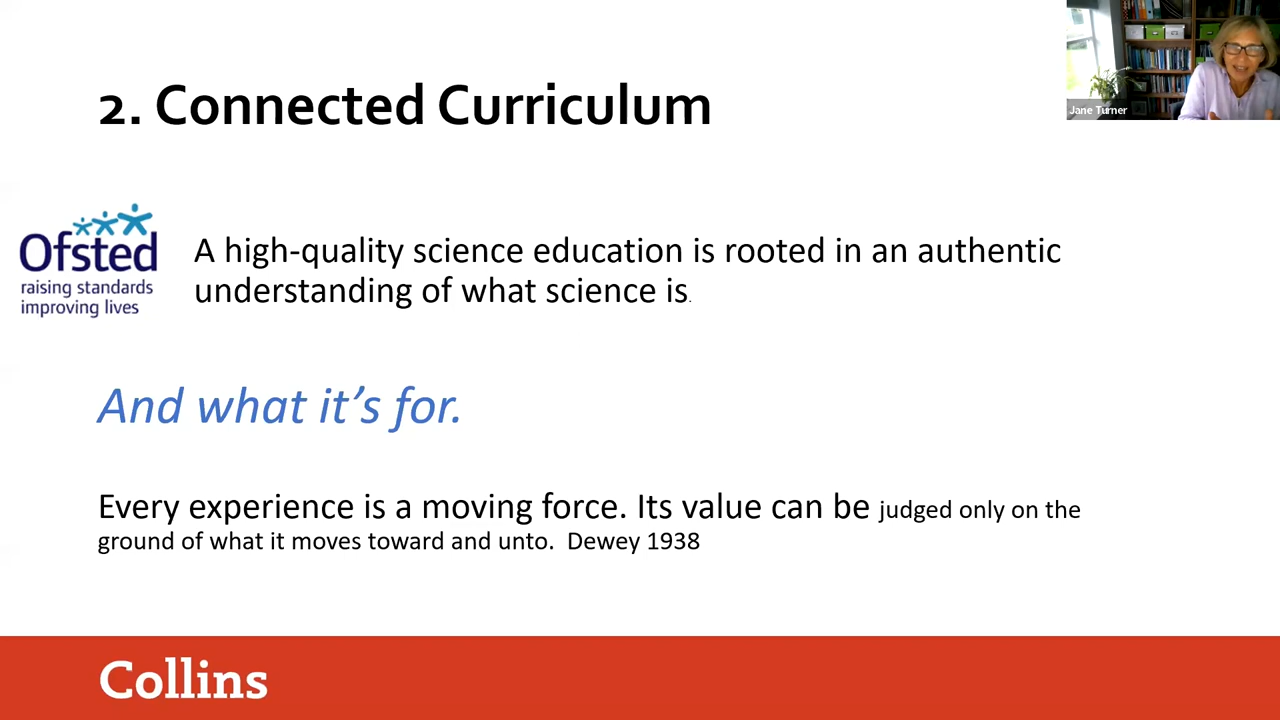 2. Connected Curriculum
Jane Turner
Ofsted
raising standards
improving lives
A high-quality science education is rooted in an authentic
understanding of what science is.
And what it’s for.
Every experience is a moving force. Its value can be judged only on the
ground of what it moves toward and unto.  Dewey 1938
Collins